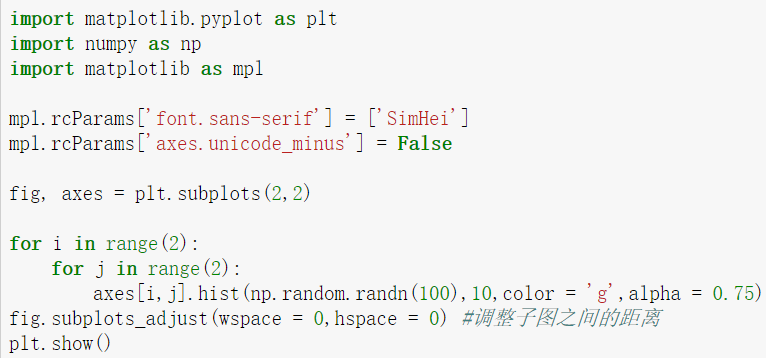 import matplotlib.pyplot as plt
import numpy as np
import matplotlib as mpl
mpl.rcParams['font.sans-serif'] = ['SimHei']
mpl.rcParams['axes.unicode_minus'] = False
fig, axes = plt.subplots(2,2)
for i in range(2):
    for j in range(2):
        axes[i,j].hist(np.random.randn(100),10,color = 'g',alpha = 0.75)
fig.subplots_adjust(wspace = 0,hspace = 0) #调整子图之间的距离
plt.show()